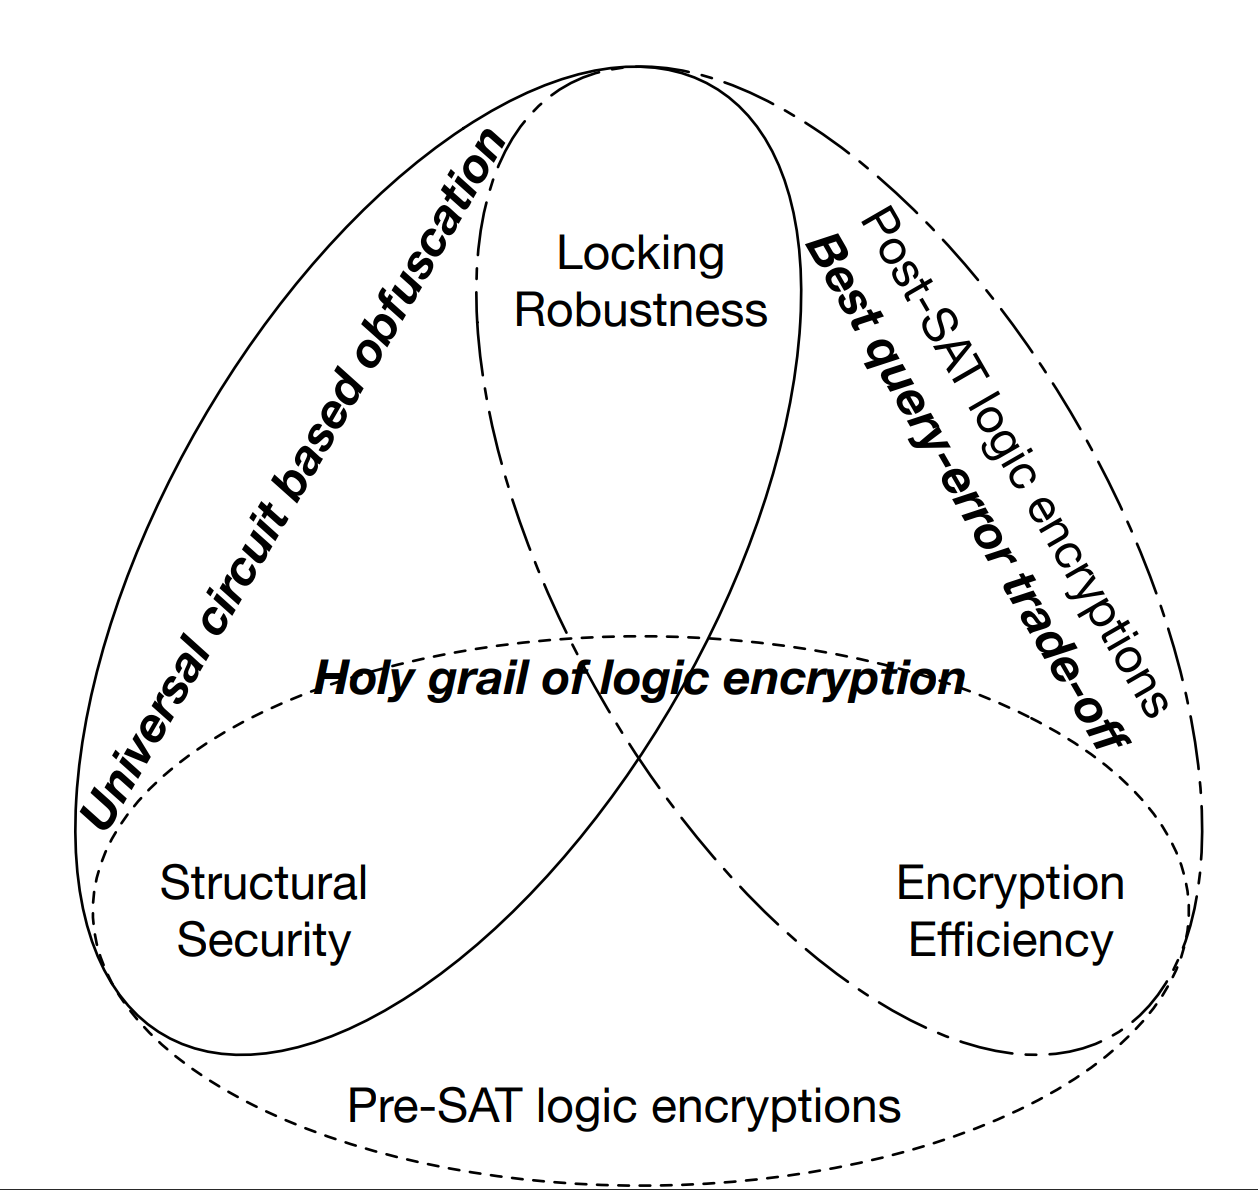 Universal circuit based obfuscation
Locking
Robustness
Post-SAT logic encryptions
Best query-error trade-off
Holy grail of logic encryption
Structural
Security
Encryption
Efficiency
Pre-SAT logic encryptions